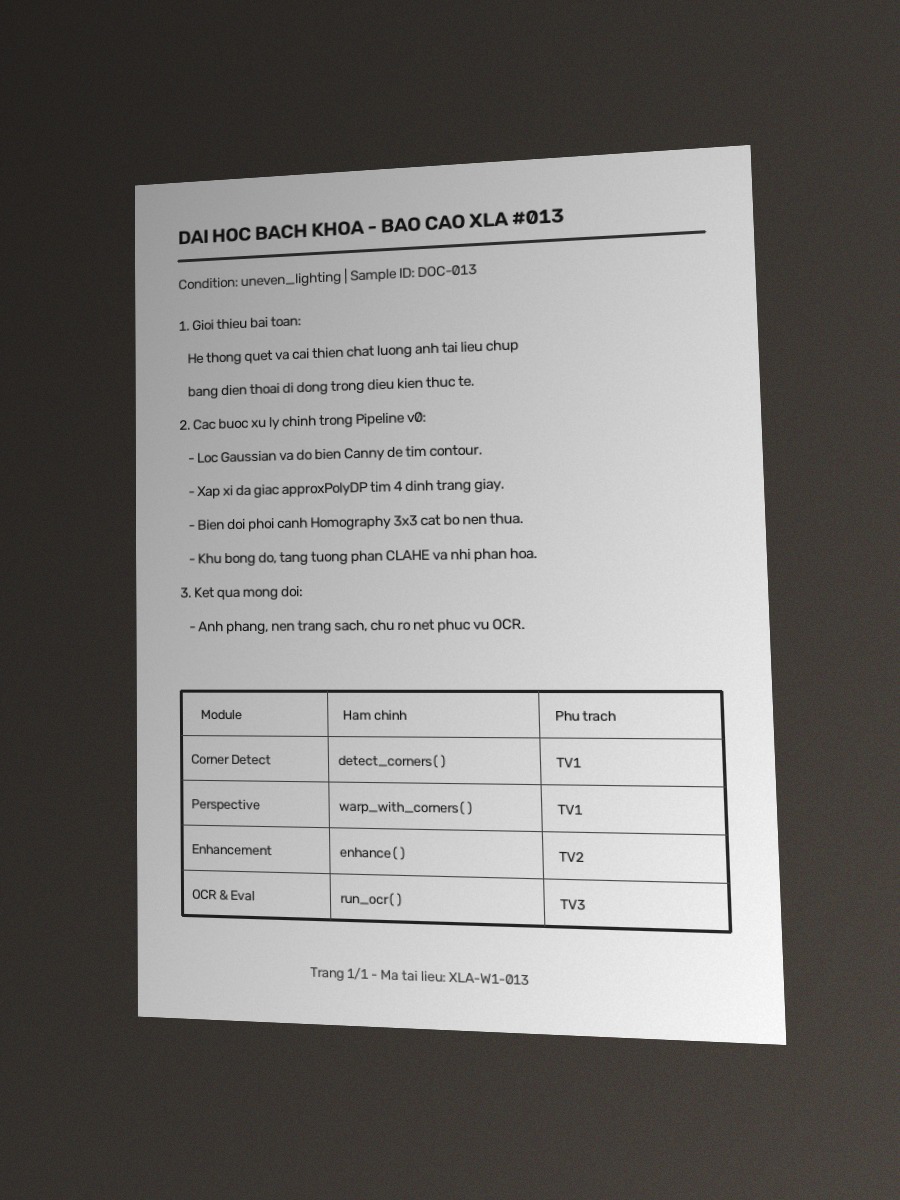 DAI HOC BACH KHOA - BAO CAO XLA #013
Condition: uneven_lighting | Sample ID: DOC-013
1. Gioi thieu bai toan:
He thong quet va cai thien chat luong anh tai lieu chup
bang dien thoai di dong trong dieu kien thuc te.
2. Cac buoc xu ly chinh trong Pipeline v0:
- Loc Gaussian va do bien Canny de tim contour.
- Xap xi da giac approxPolyDP tim 4 dinh trang giay.
- Bien doi phoi canh Homography 3x3 cat bo nen thua.
- Khu bong do, tang tuong phan CLAHE va nhi phan hoa.
3. Ket qua mong doi:
- Anh phang, nen trang sach, chu ro net phuc vu OCR.
Module Ham chinh Phu trach
Corner Detect detect_corners() TV1
Perspective warp_with_corners() TV1
Enhancement enhance() TV2
OCR & Eval run_ocr() TV3
Trang 1/1 - Ma tai lieu: XLA-W1-013